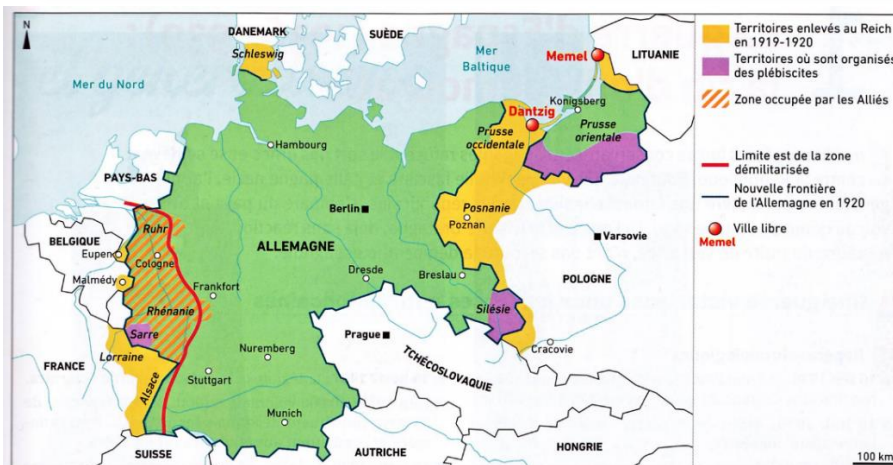 N
DANEMARK
SUÈDE
Schleswig
Mer
Baltique
Mer du Nord
Memel
LITUANIE
Dantzig
Konigsberg
Prusse
occidentale
Prusse
orientale
Hambourg
PAYS-BAS
Berlin
Posnanie
Poznan
Varsovie
Ruhr
BELGIQUE
Eupen
Cologne
ALLEMAGNE
Malmédy
Dresde
Breslau
POLOGNE
Frankfort
Rhénanie
Silésie
Sarre
Prague
Cracovie
FRANCE
Lorraine
Nuremberg
TCHÉCOSLOVAQUIE
Stuttgart
Alsace
Munich
SUISSE
AUTRICHE
HONGRIE
Territoires enlevés au Reich
en 1919-1920
Territoires où sont organisés
des plébiscites
Zone occupée par les Alliés
Limite est de la zone
démilitarisée
Nouvelle frontière
de l'Allemagne en 1920
Ville libre
Memel
100 km